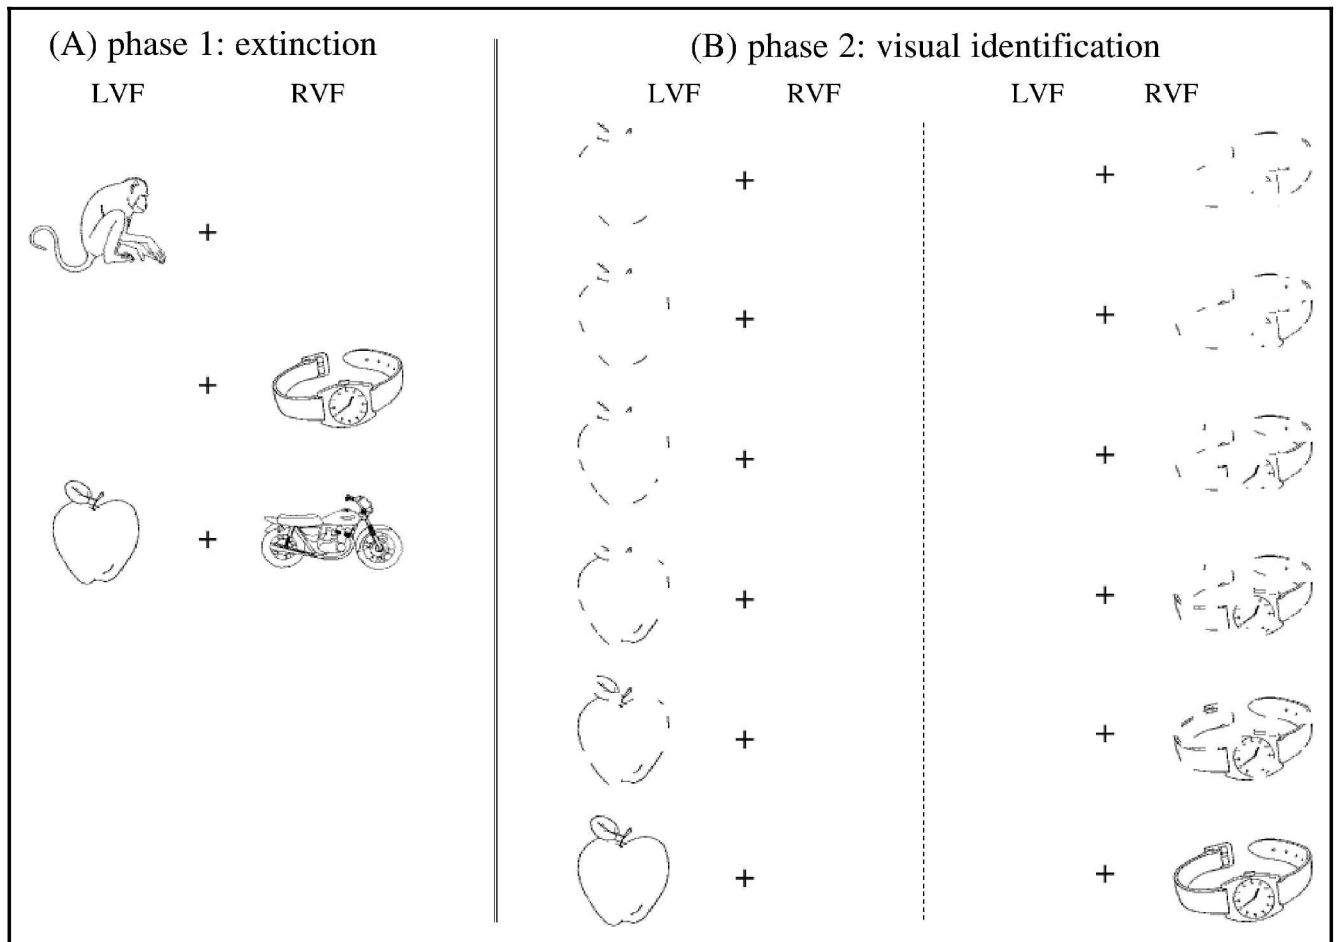 (A) phase 1: extinction
LVF RVF
(B) phase 2: visual identification
LVF RVF LVF RVF
+
+
+
+ +
+ +
+ +
+ +
+ +
+ +